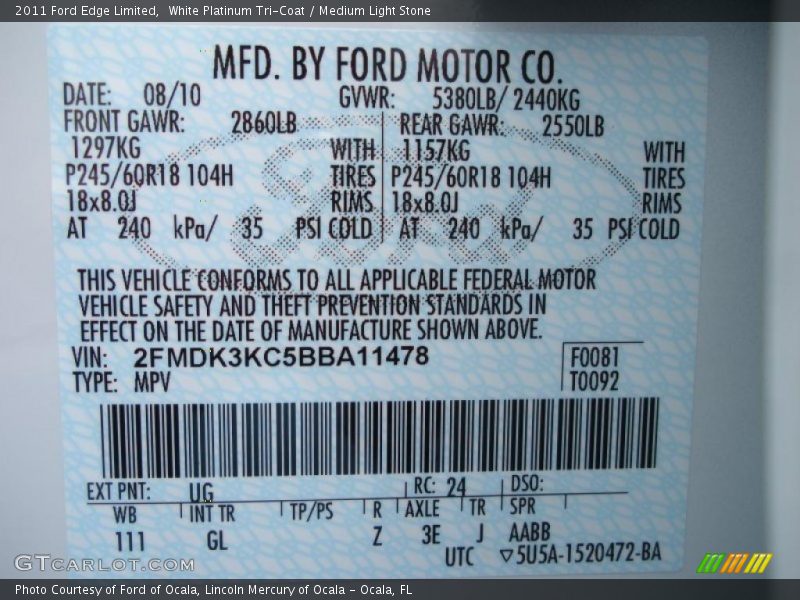 2011 Ford Edge Limited,  White Platinum Tri-Coat / Medium Light Stone
MFD. BY FORD MOTOR CO.
DATE: 08/10 GVWR: 5380LB/ 2440KG
FRONT GAWR: 2860LB REAR GAWR: 2550LB
1297KG WITH 1157KG WITH
P245/60R18 104H TIRES P245/60R18 104H TIRES
18x8.0J RIMS 18x8.0J RIMS
AT 240 kPa/ 35 PSI COLD AT 240 kPa/ 35 PSI COLD
THIS VEHICLE CONFORMS TO ALL APPLICABLE FEDERAL MOTOR
VEHICLE SAFETY AND THEFT PREVENTION STANDARDS IN
EFFECT ON THE DATE OF MANUFACTURE SHOWN ABOVE.
VIN: 2FMDK3KC5BBA11478 F0081
TYPE: MPV T0092
EXT PNT: UG RC: 24 DSO:
WB INT TR TP/PS R AXLE TR SPR
111 GL Z 3E J AABB
UTC ▽5U5A-1520472-BA
GTCARLOT.COM
Photo Courtesy of Ford of Ocala, Lincoln Mercury of Ocala - Ocala, FL